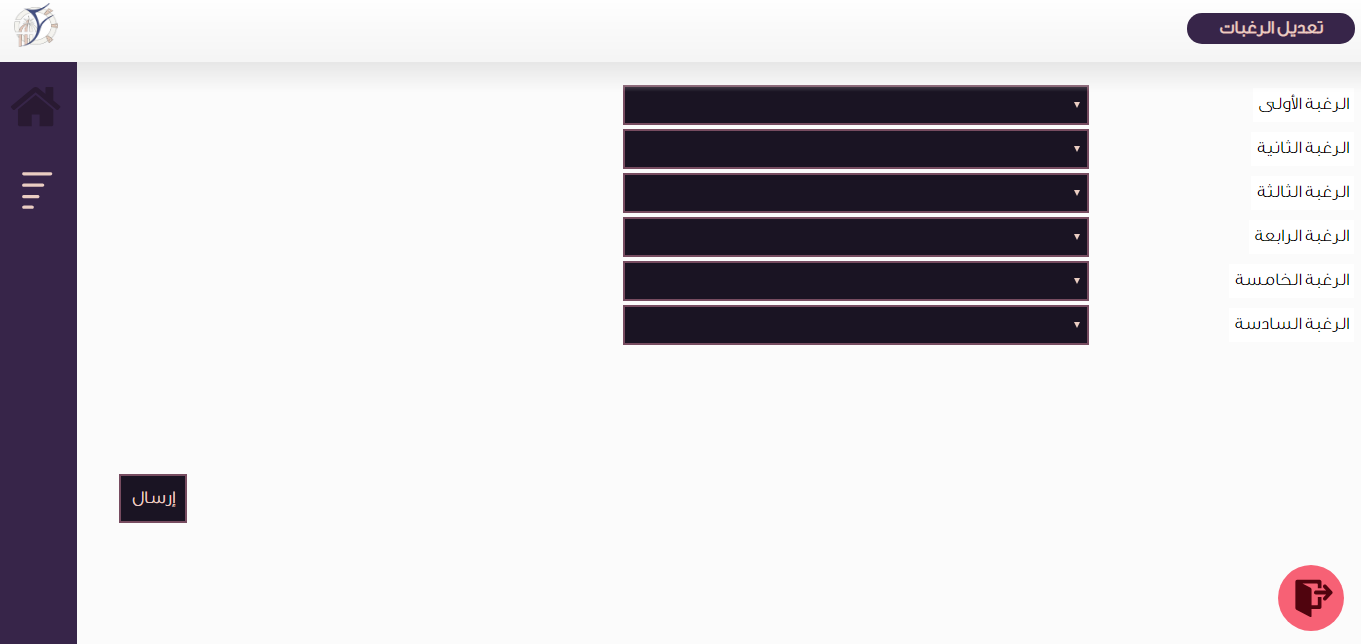 تعديل الرغبات
الرغبة الأولى
الرغبة الثانية
الرغبة الثالثة
الرغبة الرابعة
الرغبة الخامسة
الرغبة السادسة
إرسال